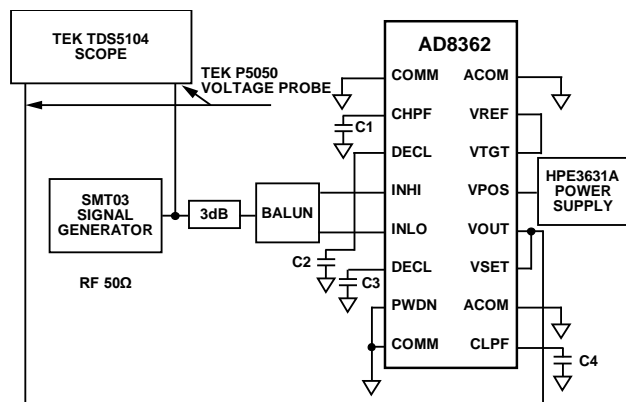 TEK TDS5104
SCOPE
TEK P5050
VOLTAGE PROBE
SMT03
SIGNAL
GENERATOR
RF 50Ω
3dB
BALUN
C1
C2
C3
AD8362
COMM
CHPF
DECL
INHI
INLO
DECL
PWDN
COMM
ACOM
VREF
VTGT
VPOS
VOUT
VSET
ACOM
CLPF
HPE3631A
POWER
SUPPLY
C4